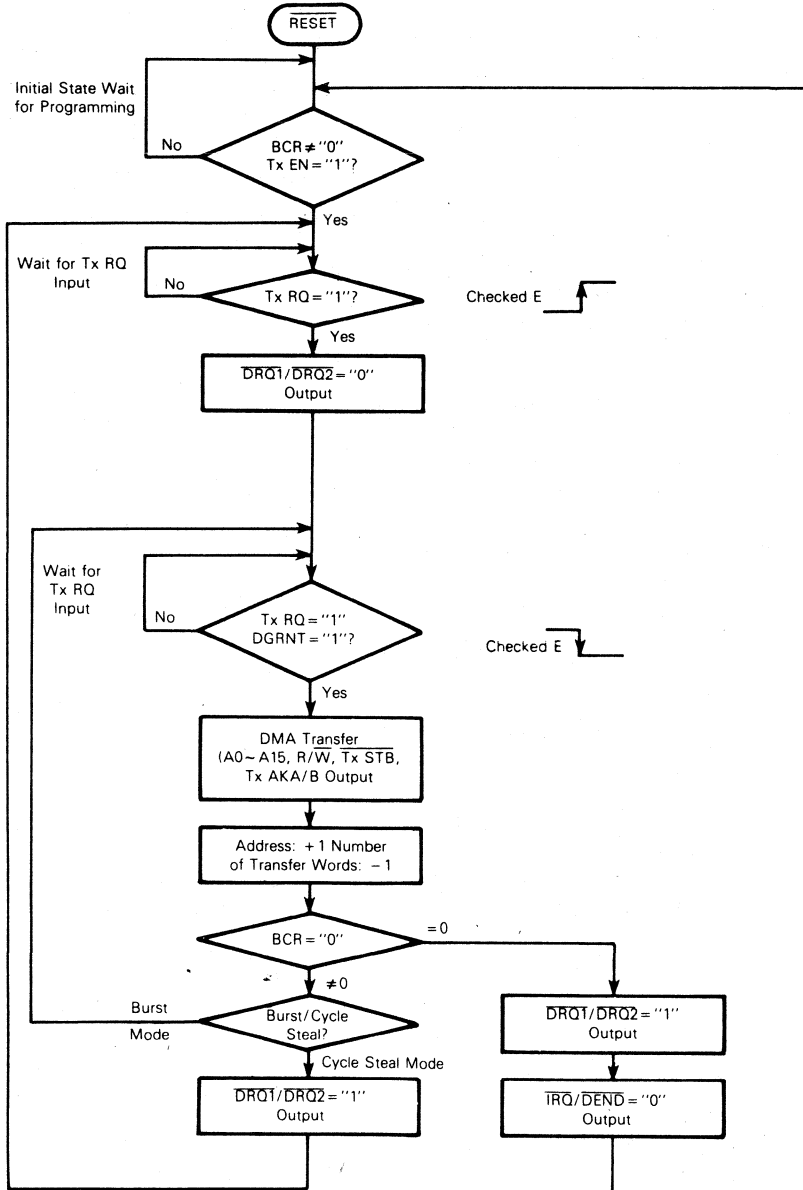 RESET
Initial State Wait
for Programming
No
BCR ≠ "0"
Tx EN = "1"?
Yes
Wait for Tx RQ
Input
No
Tx RQ = "1"?
Checked E
Yes
DRQ1/DRQ2 = "0"
Output
Wait for
Tx RQ
Input
No
Tx RQ = "1"
DGRNT = "1"?
Checked E
Yes
DMA Transfer
(A0~A15, R/W, Tx STB,
Tx AKA/B Output
Address: +1 Number
of Transfer Words: −1
BCR = "0"
=0
≠0
Burst
Mode
Burst/Cycle
Steal?
Cycle Steal Mode
DRQ1/DRQ2 = "1"
Output
DRQ1/DRQ2 = "1"
Output
IRQ/DEND = "0"
Output